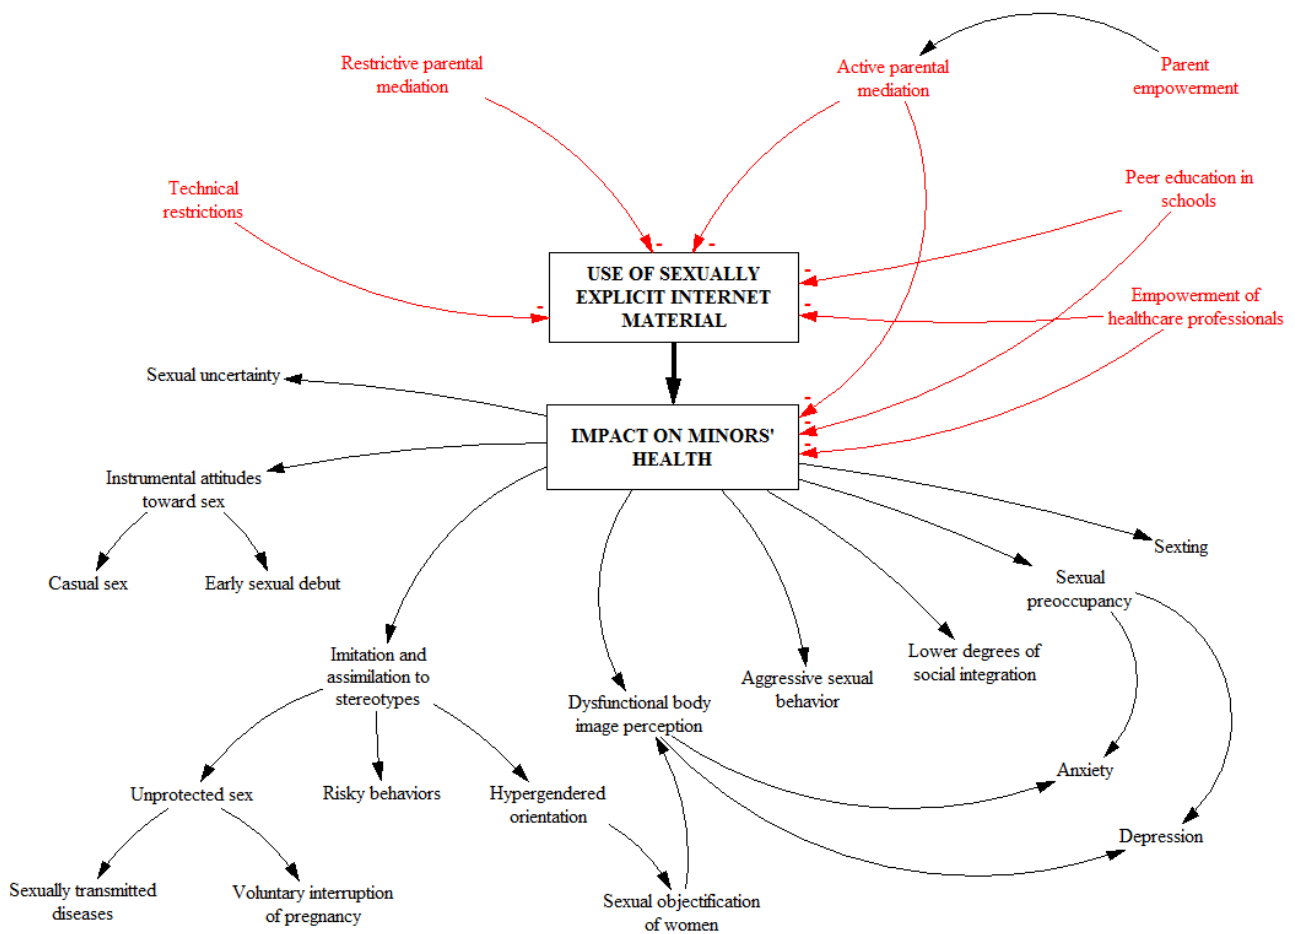 Restrictive parental
mediation
Active parental
mediation
Parent
empowerment
Technical
restrictions
Peer education in
schools
-
-
-
-
-
USE OF SEXUALLY
EXPLICIT INTERNET
MATERIAL
Empowerment of
healthcare professionals
Sexual uncertainty
-
-
-
IMPACT ON MINORS'
HEALTH
Instrumental attitudes
toward sex
Casual sex
Early sexual debut
Sexting
Sexual
preoccupancy
Imitation and
assimilation to
stereotypes
Dysfunctional body
image perception
Aggressive sexual
behavior
Lower degrees of
social integration
Unprotected sex
Risky behaviors
Hypergendered
orientation
Anxiety
Depression
Sexually transmitted
diseases
Voluntary interruption
of pregnancy
Sexual objectification
of women